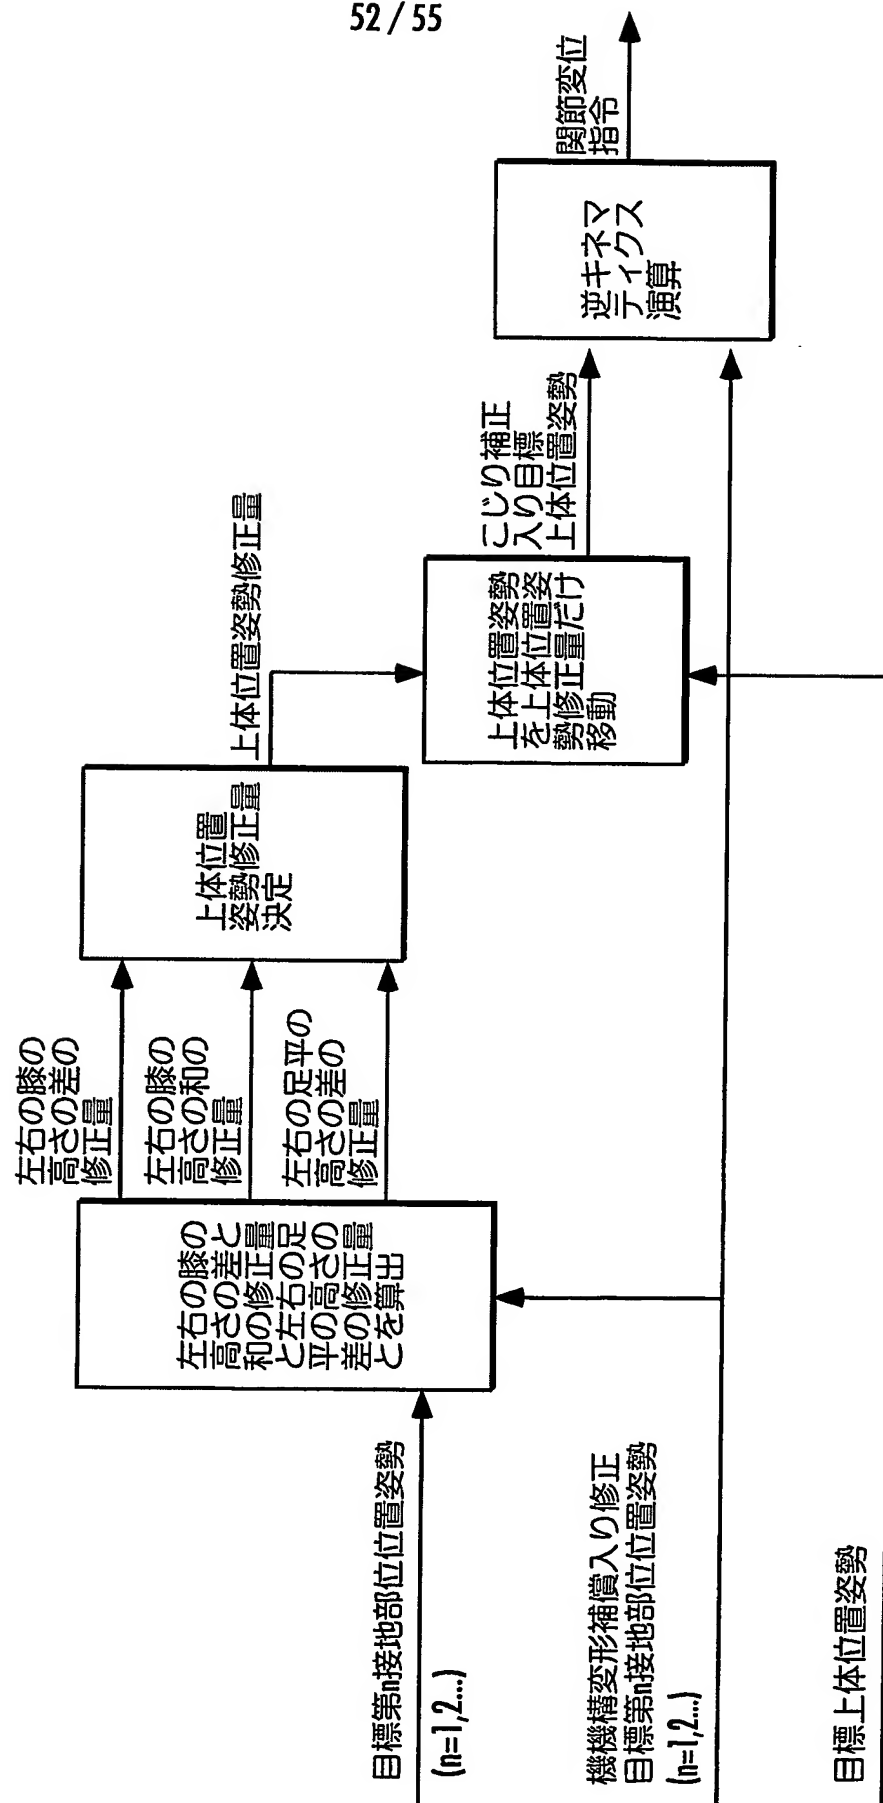 52 / 55
目標第n接地部位位置姿勢
(n=1,2...)
機機構変形補償入り修正
目標第n接地部位位置姿勢
(n=1,2...)
目標上体位置姿勢
左右の膝の
高さの差と
和の修正量
と左右の足
平の高さの
差の修正量
とを算出
左右の膝の
高さの差の
修正量
左右の膝の
高さの和の
修正量
左右の足平の
高さの差の
修正量
上体位置
姿勢修正量
決定
上体位置姿勢修正量
上体位置姿勢
を上体位置姿
勢修正量だけ
移動
こじり補正
入り目標
上体位置姿勢
逆キネマ
ティクス
演算
関節変位
指令